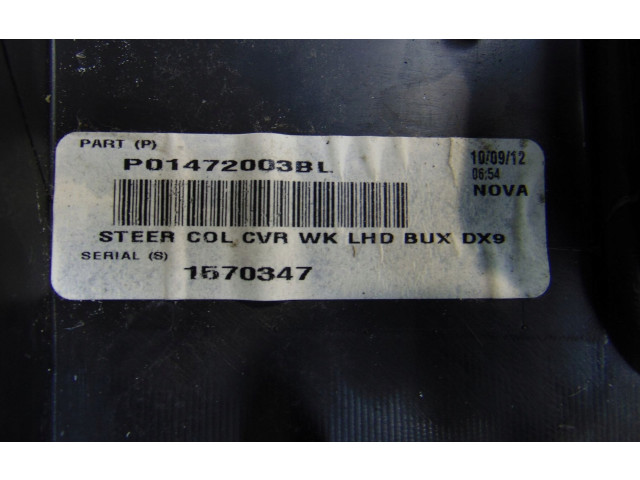 PART (P)
P01472003BL
10/09/12
06:54
NOVA
STEER COL CVR WK LHD BUX DX9
SERIAL (S)
1570347